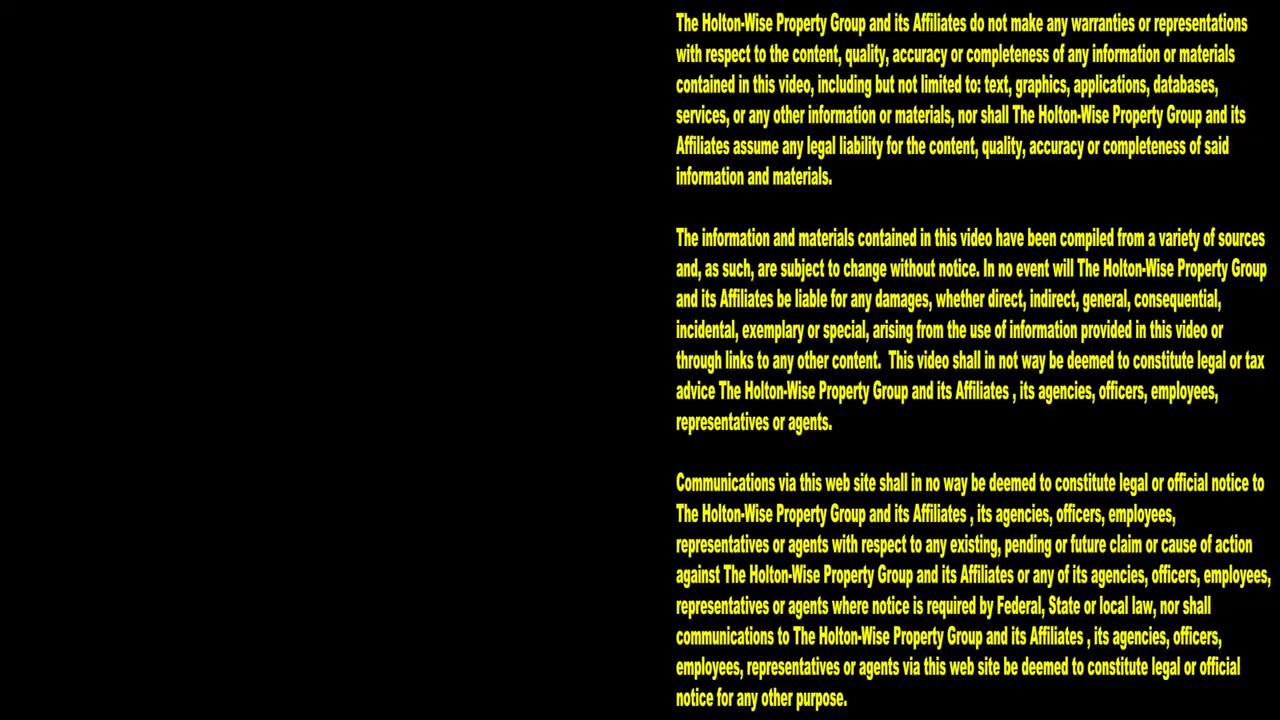 The Holton-Wise Property Group and its Affiliates do not make any warranties or representations
with respect to the content, quality, accuracy or completeness of any information or materials
contained in this video, including but not limited to: text, graphics, applications, databases,
services, or any other information or materials, nor shall The Holton-Wise Property Group and its
Affiliates assume any legal liability for the content, quality, accuracy or completeness of said
information and materials.
The information and materials contained in this video have been compiled from a variety of sources
and, as such, are subject to change without notice. In no event will The Holton-Wise Property Group
and its Affiliates be liable for any damages, whether direct, indirect, general, consequential,
incidental, exemplary or special, arising from the use of information provided in this video or
through links to any other content.  This video shall in not way be deemed to constitute legal or tax
advice The Holton-Wise Property Group and its Affiliates , its agencies, officers, employees,
representatives or agents.
Communications via this web site shall in no way be deemed to constitute legal or official notice to
The Holton-Wise Property Group and its Affiliates , its agencies, officers, employees,
representatives or agents with respect to any existing, pending or future claim or cause of action
against The Holton-Wise Property Group and its Affiliates or any of its agencies, officers, employees,
representatives or agents where notice is required by Federal, State or local law, nor shall
communications to The Holton-Wise Property Group and its Affiliates , its agencies, officers,
employees, representatives or agents via this web site be deemed to constitute legal or official
notice for any other purpose.